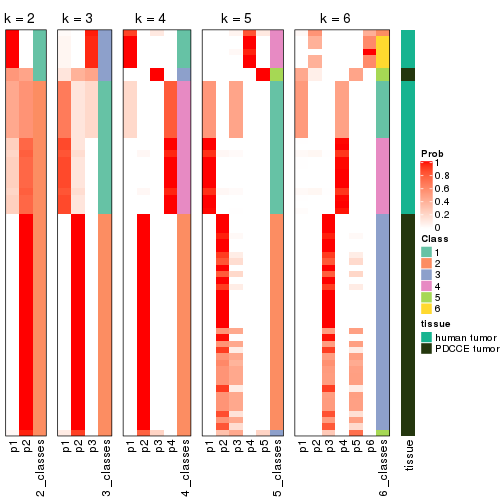 k = 2 k = 3 k = 4 k = 5 k = 6
Prob
1
0.8
0.6
0.4
0.2
0
Class
1
2
3
4
5
6
tissue
human tumor
PDCCE tumor
p1 p2 2_classes p1 p2 p3 3_classes p1 p2 p3 p4 4_classes p1 p2 p3 p4 p5 5_classes p1 p2 p3 p4 p5 p6 6_classes tissue